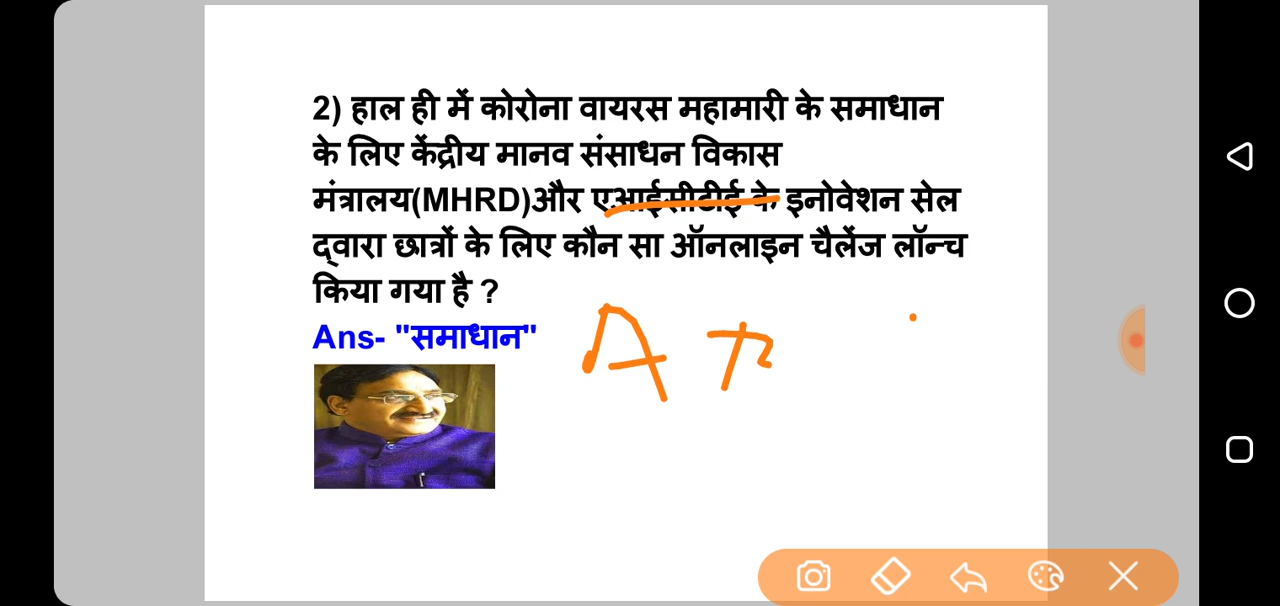 2) हाल ही में कोरोना वायरस महामारी के समाधान
के लिए केंद्रीय मानव संसाधन विकास
मंत्रालय(MHRD)और एआईसीटीई के इनोवेशन सेल
द्वारा छात्रों के लिए कौन सा ऑनलाइन चैलेंज लॉन्च
किया गया है ?
Ans- "समाधान"
A